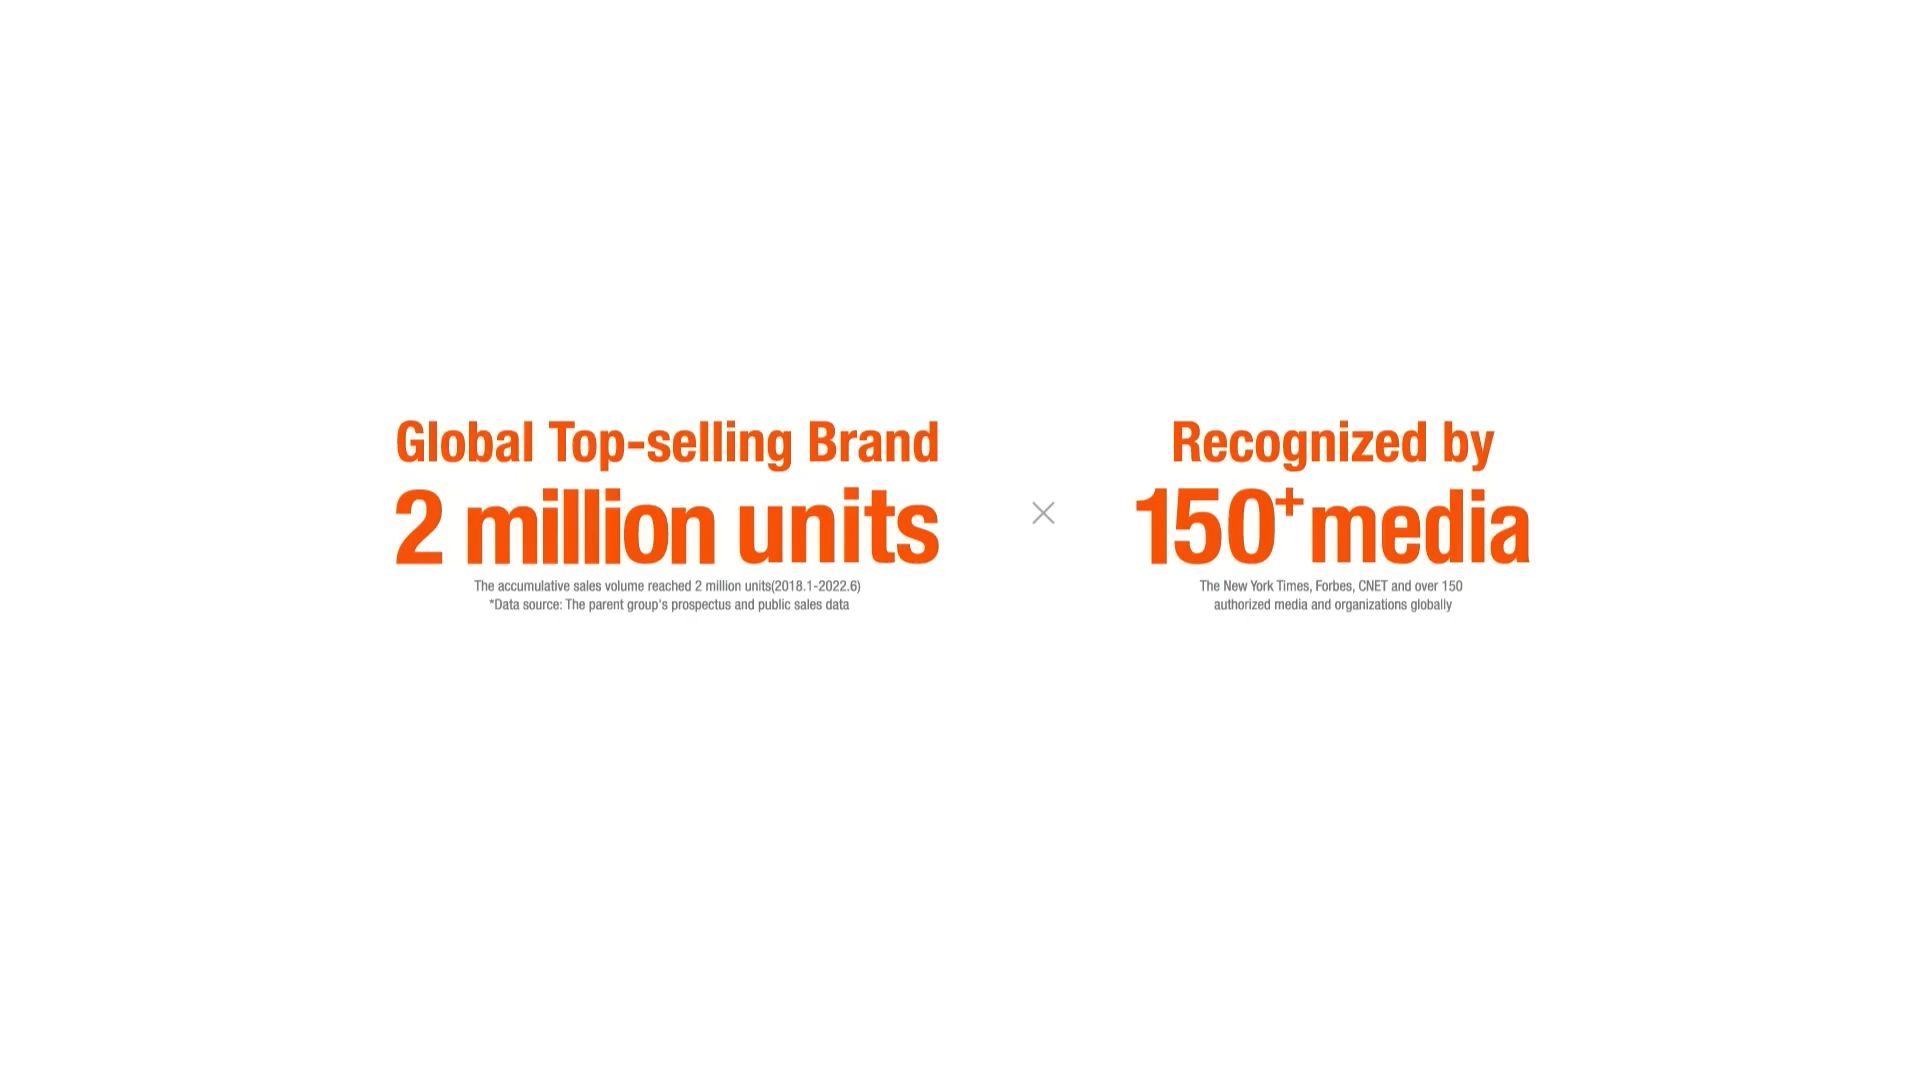 Global Top-selling Brand
2 million units
The accumulative sales volume reached 2 million units(2018.1-2022.6)
*Data source: The parent group's prospectus and public sales data
×
Recognized by
150+ media
The New York Times, Forbes, CNET and over 150
authorized media and organizations globally